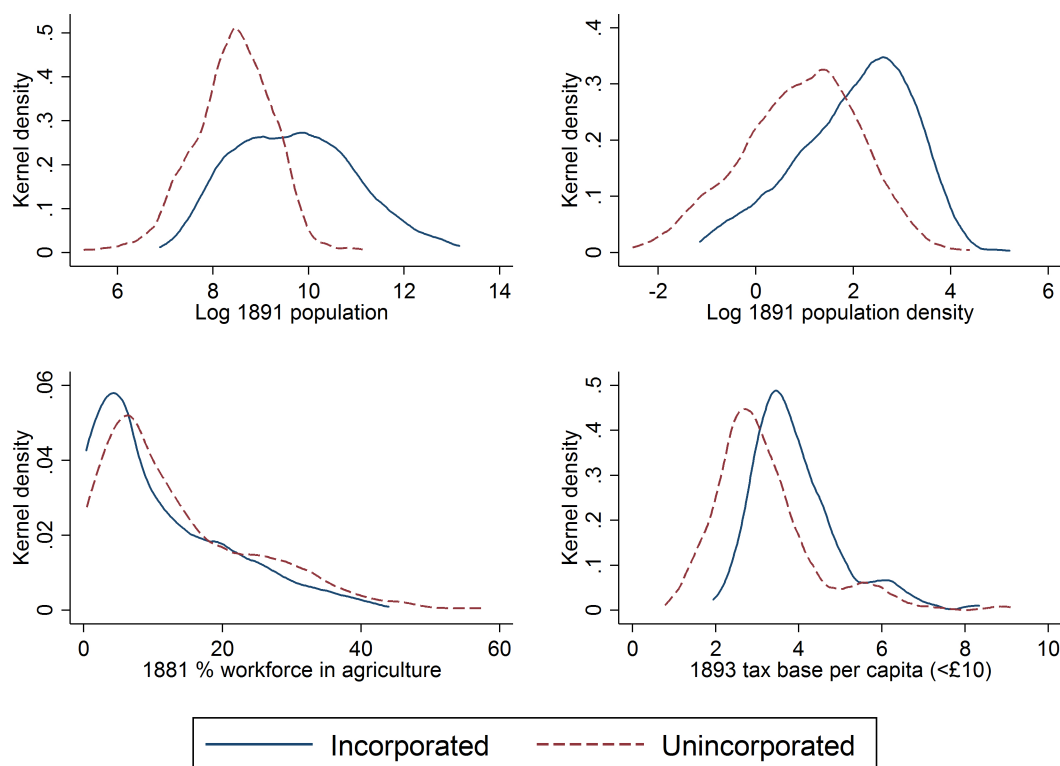 Kernel density
.5
.4
.3
.2
.1
0
6 8 10 12 14
Log 1891 population
Kernel density
.4
.3
.2
.1
0
-2 0 2 4 6
Log 1891 population density
Kernel density
.06
.04
.02
0
0 20 40 60
1881 % workforce in agriculture
Kernel density
.5
.4
.3
.2
.1
0
0 2 4 6 8 10
1893 tax base per capita (<£10)
Incorporated Unincorporated